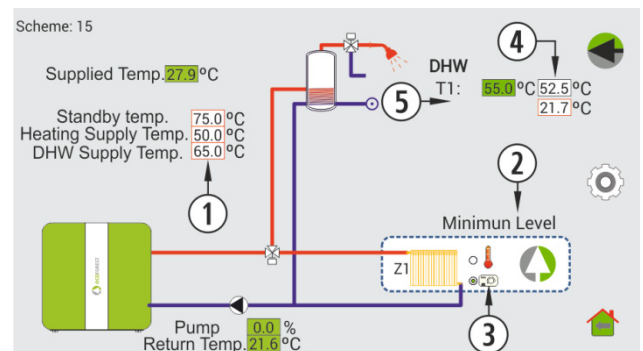 Scheme: 15
Supplied Temp. 27.9 ºC
Standby temp. 75.0 ºC
Heating Supply Temp. 50.0 ºC
DHW Supply Temp. 65.0 ºC
1
DHW
T1: 55.0 ºC 52.5 ºC
21.7 ºC
4
5
2
Minimun Level
Z1
3
ecoforest
Pump 0.0 %
Return Temp. 21.6 ºC